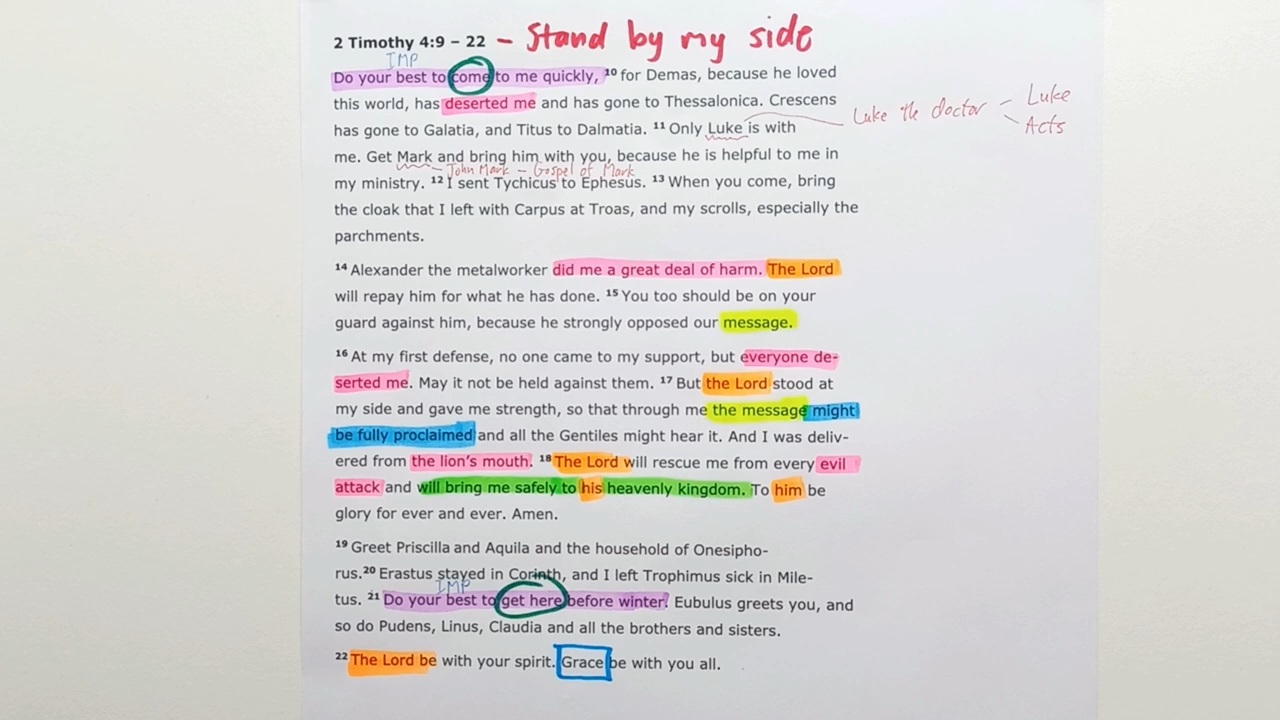 2 Timothy 4:9 – 22 – Stand by my side
IMP
Do your best to come to me quickly, ¹⁰ for Demas, because he loved
this world, has deserted me and has gone to Thessalonica. Crescens
Luke the doctor – Luke
Acts
has gone to Galatia, and Titus to Dalmatia. ¹¹ Only Luke is with
me. Get Mark and bring him with you, because he is helpful to me in
John Mark – Gospel of Mark
my ministry. ¹² I sent Tychicus to Ephesus. ¹³ When you come, bring
the cloak that I left with Carpus at Troas, and my scrolls, especially the
parchments.
¹⁴ Alexander the metalworker did me a great deal of harm. The Lord
will repay him for what he has done. ¹⁵ You too should be on your
guard against him, because he strongly opposed our message.
¹⁶ At my first defense, no one came to my support, but everyone de-
serted me. May it not be held against them. ¹⁷ But the Lord stood at
my side and gave me strength, so that through me the message might
be fully proclaimed and all the Gentiles might hear it. And I was deliv-
ered from the lion's mouth. ¹⁸ The Lord will rescue me from every evil
attack and will bring me safely to his heavenly kingdom. To him be
glory for ever and ever. Amen.
¹⁹ Greet Priscilla and Aquila and the household of Onesipho-
rus.²⁰ Erastus stayed in Corinth, and I left Trophimus sick in Mile-
IMP
tus. ²¹ Do your best to get here before winter. Eubulus greets you, and
so do Pudens, Linus, Claudia and all the brothers and sisters.
²² The Lord be with your spirit. Grace be with you all.